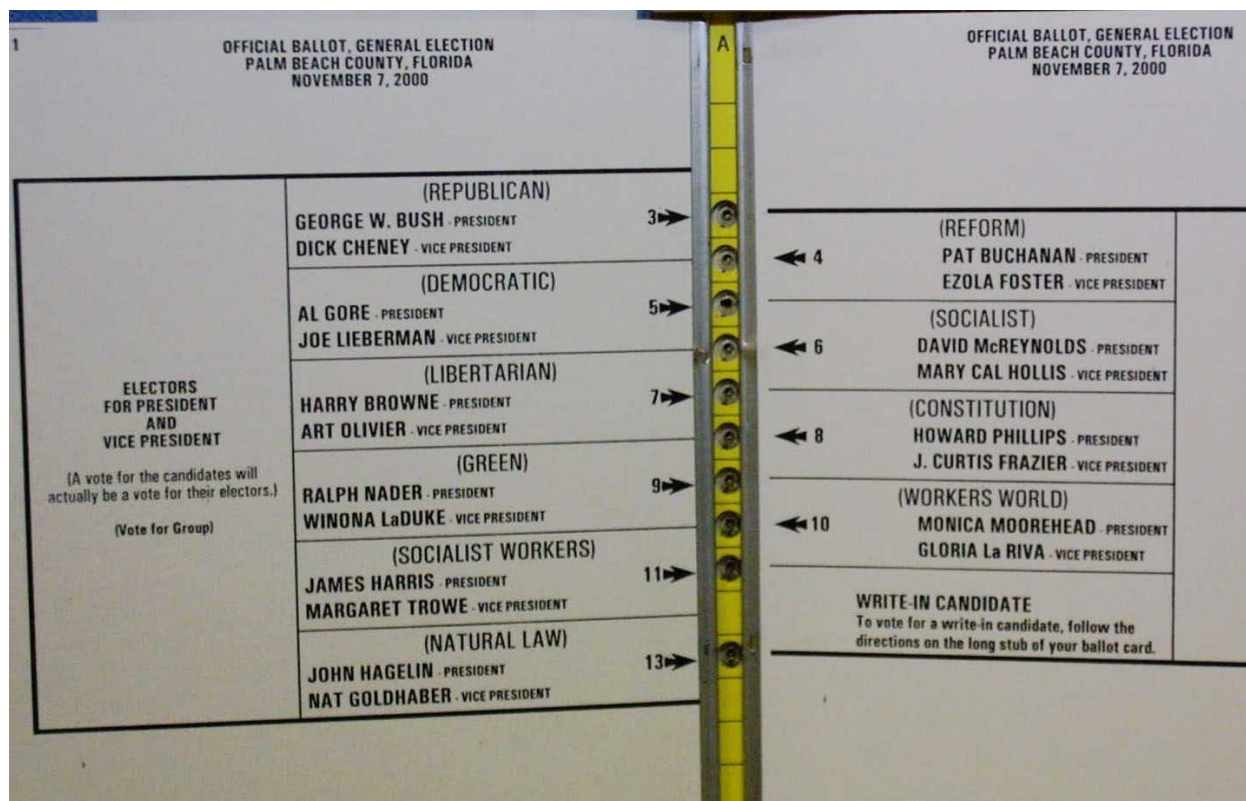 1
OFFICIAL BALLOT, GENERAL ELECTION
PALM BEACH COUNTY, FLORIDA
NOVEMBER 7, 2000
ELECTORS
FOR PRESIDENT
AND
VICE PRESIDENT
(A vote for the candidates will
actually be a vote for their electors.)
(Vote for Group)
(REPUBLICAN)
GEORGE W. BUSH - PRESIDENT
DICK CHENEY - VICE PRESIDENT
3
(DEMOCRATIC)
AL GORE - PRESIDENT
JOE LIEBERMAN - VICE PRESIDENT
5
(LIBERTARIAN)
HARRY BROWNE - PRESIDENT
ART OLIVIER - VICE PRESIDENT
7
(GREEN)
RALPH NADER - PRESIDENT
WINONA LaDUKE - VICE PRESIDENT
9
(SOCIALIST WORKERS)
JAMES HARRIS - PRESIDENT
MARGARET TROWE - VICE PRESIDENT
11
(NATURAL LAW)
JOHN HAGELIN - PRESIDENT
NAT GOLDHABER - VICE PRESIDENT
13
A
OFFICIAL BALLOT, GENERAL ELECTION
PALM BEACH COUNTY, FLORIDA
NOVEMBER 7, 2000
(REFORM)
4 PAT BUCHANAN - PRESIDENT
EZOLA FOSTER - VICE PRESIDENT
(SOCIALIST)
6 DAVID McREYNOLDS - PRESIDENT
MARY CAL HOLLIS - VICE PRESIDENT
(CONSTITUTION)
8 HOWARD PHILLIPS - PRESIDENT
J. CURTIS FRAZIER - VICE PRESIDENT
(WORKERS WORLD)
10 MONICA MOOREHEAD - PRESIDENT
GLORIA La RIVA - VICE PRESIDENT
WRITE-IN CANDIDATE
To vote for a write-in candidate, follow the
directions on the long stub of your ballot card.